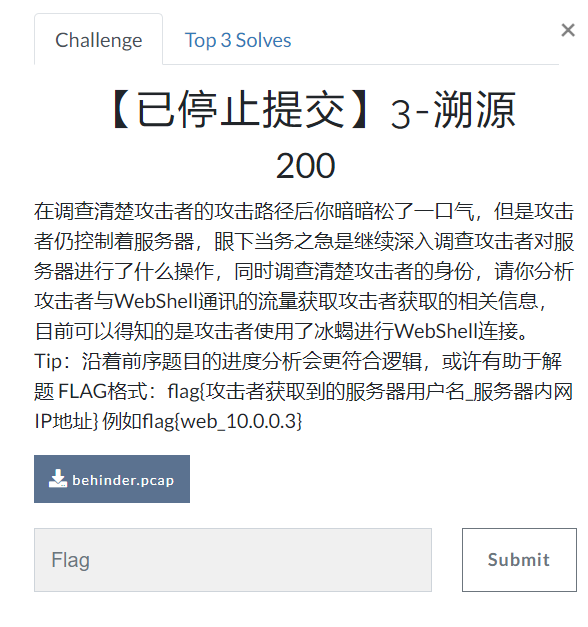 Challenge
Top 3 Solves
×
【已停止提交】3-溯源
200
在调查清楚攻击者的攻击路径后你暗暗松了一口气，但是攻击
者仍控制着服务器，眼下当务之急是继续深入调查攻击者对服
务器进行了什么操作，同时调查清楚攻击者的身份，请你分析
攻击者与WebShell通讯的流量获取攻击者获取的相关信息，
目前可以得知的是攻击者使用了冰蝎进行WebShell连接。
Tip：沿着前序题目的进度分析会更符合逻辑，或许有助于解
题 FLAG格式：flag{攻击者获取到的服务器用户名_服务器内网
IP地址} 例如flag{web_10.0.0.3}
behinder.pcap
Flag
Submit